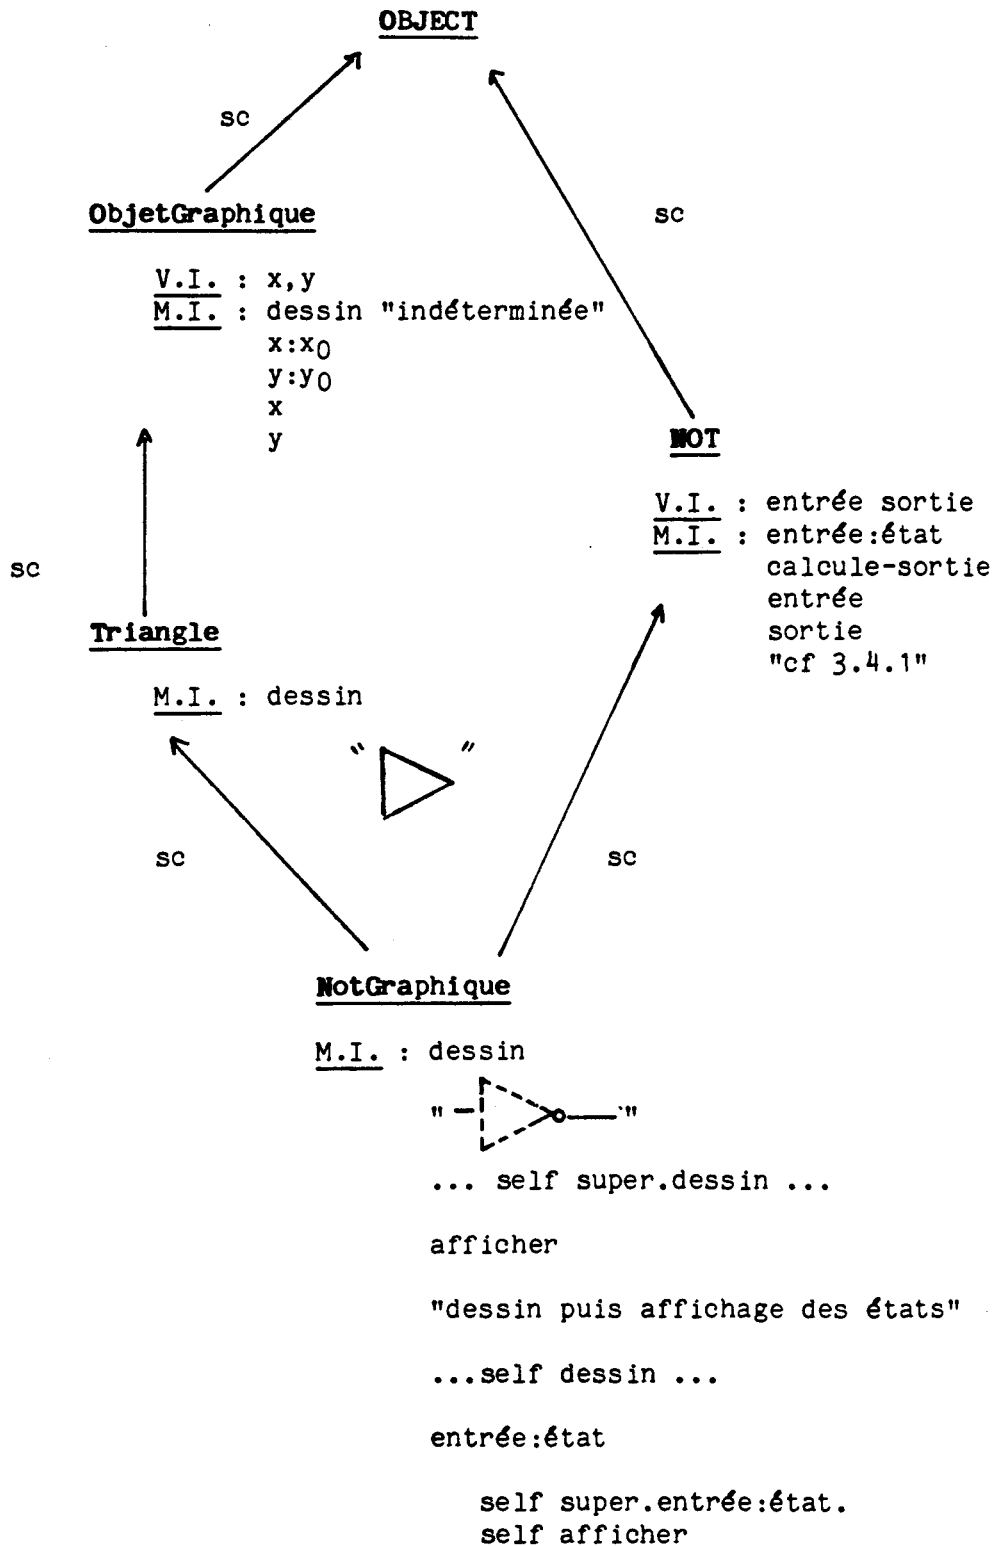 OBJECT
sc
ObjetGraphique
sc
V.I. : x,y
M.I. : dessin "indéterminée"
x:x0
y:y0
x
y
NOT
V.I. : entrée sortie
M.I. : entrée:état
calcule-sortie
entrée
sortie
"cf 3.4.1"
sc
Triangle
M.I. : dessin
" "
sc
sc
NotGraphique
M.I. : dessin
" "
... self super.dessin ...
afficher
"dessin puis affichage des états"
...self dessin ...
entrée:état
self super.entrée:état.
self afficher